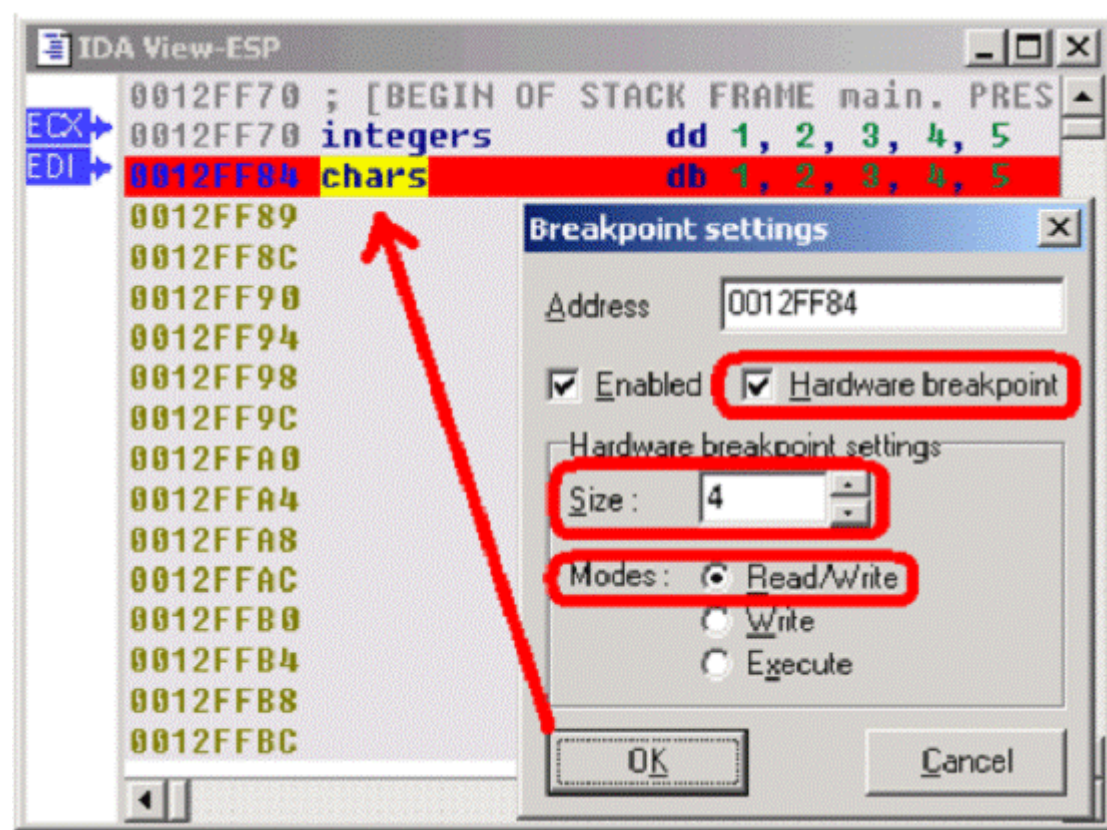 IDA View-ESP
0012FF70 ; [BEGIN OF STACK FRAME main. PRES
ECX 0012FF70 integers dd 1, 2, 3, 4, 5
EDI 0012FF84 chars db 1, 2, 3, 4, 5
0012FF89
0012FF8C
0012FF90
0012FF94
0012FF98
0012FF9C
0012FFA0
0012FFA4
0012FFA8
0012FFAC
0012FFB0
0012FFB4
0012FFB8
0012FFBC
Breakpoint settings
Address 0012FF84
Enabled Hardware breakpoint
Hardware breakpoint settings
Size : 4
Modes : Read/Write
Write
Execute
OK Cancel